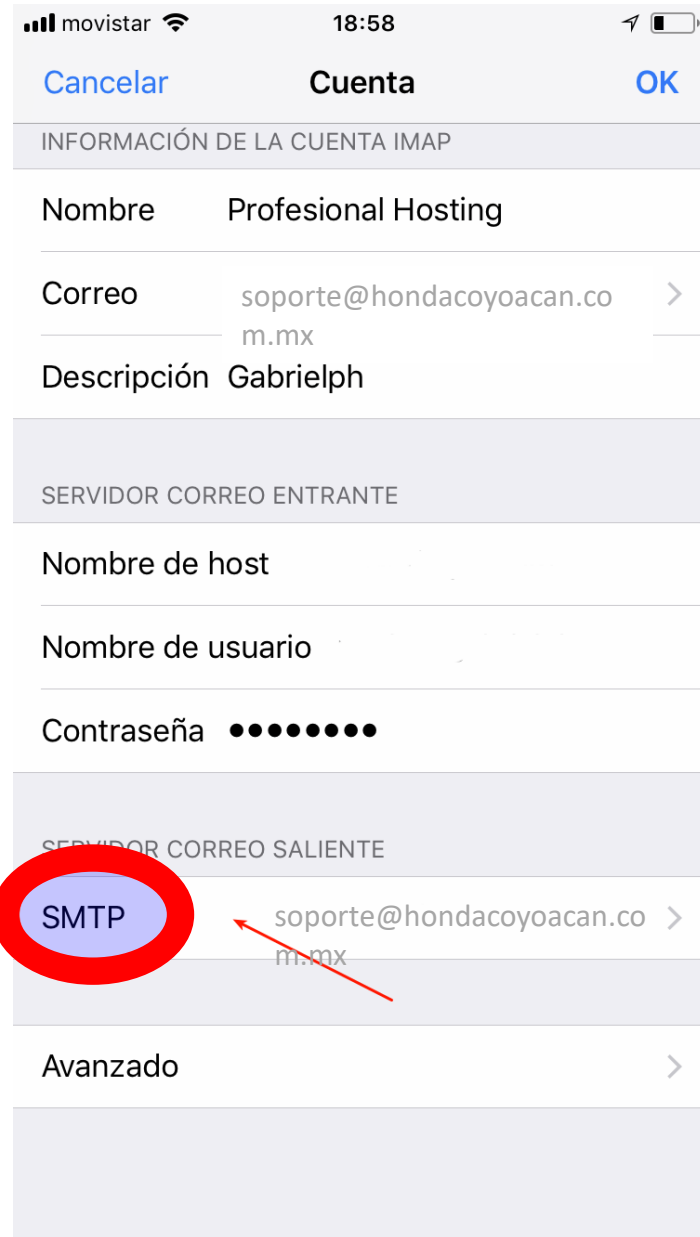 movistar 18:58
Cancelar Cuenta OK
INFORMACIÓN DE LA CUENTA IMAP
Nombre Profesional Hosting
Correo soporte@hondacoyoacan.co
m.mx
Descripción Gabrielph
SERVIDOR CORREO ENTRANTE
Nombre de host
Nombre de usuario
Contraseña ●●●●●●●●
SERVIDOR CORREO SALIENTE
SMTP soporte@hondacoyoacan.co
m.mx
Avanzado